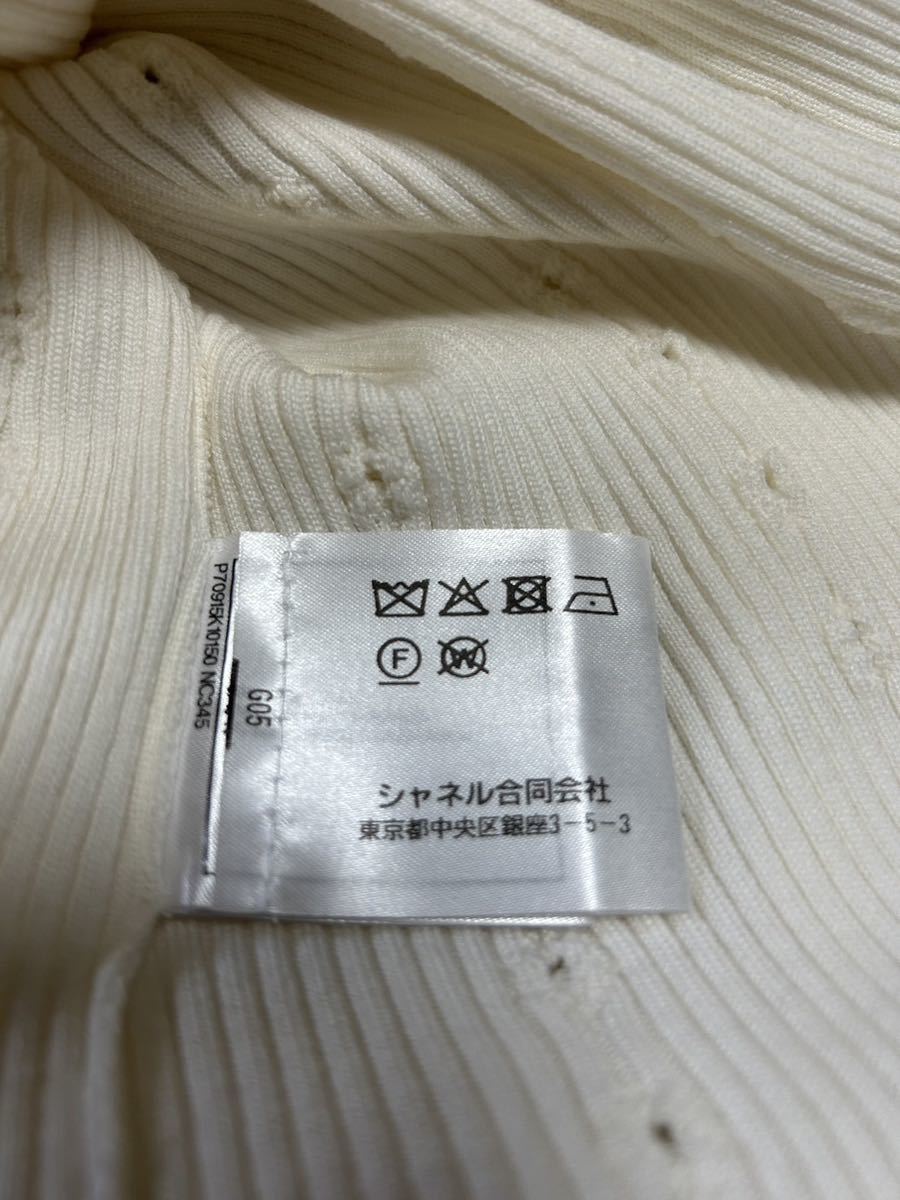 P70915K10150 NC345
G05
F
W
シャネル合同会社
東京都中央区銀座3-5-3